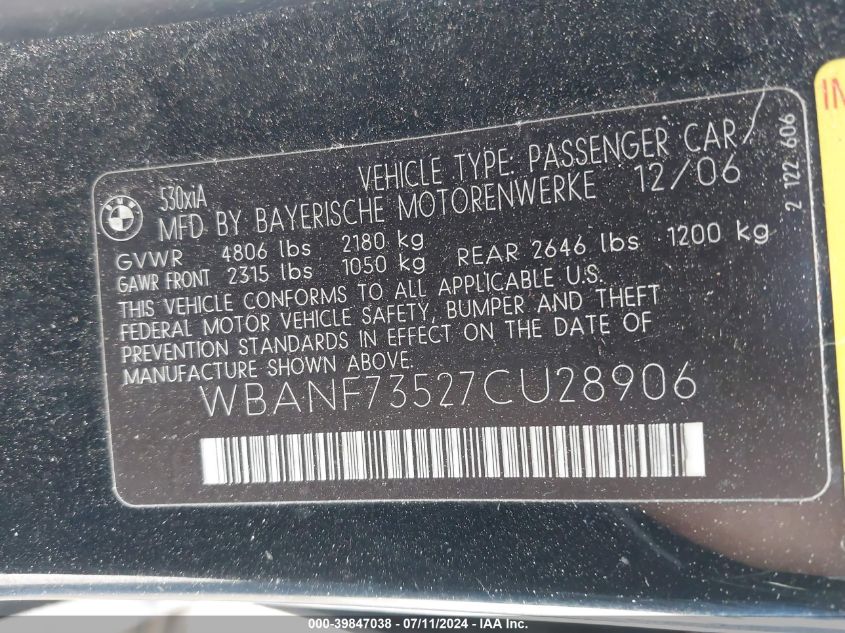 530xiA
VEHICLE TYPE: PASSENGER CAR/
MFD BY BAYERISCHE MOTORENWERKE 12/06
GVWR 4806 lbs 2180 kg
GAWR FRONT 2315 lbs 1050 kg REAR 2646 lbs 1200 kg
THIS VEHICLE CONFORMS TO ALL APPLICABLE U.S.
FEDERAL MOTOR VEHICLE SAFETY, BUMPER AND THEFT
PREVENTION STANDARDS IN EFFECT ON THE DATE OF
MANUFACTURE SHOWN ABOVE.
WBANF73527CU28906
2 122 606
BMW
000-39847038 - 07/11/2024 - IAA, Inc.